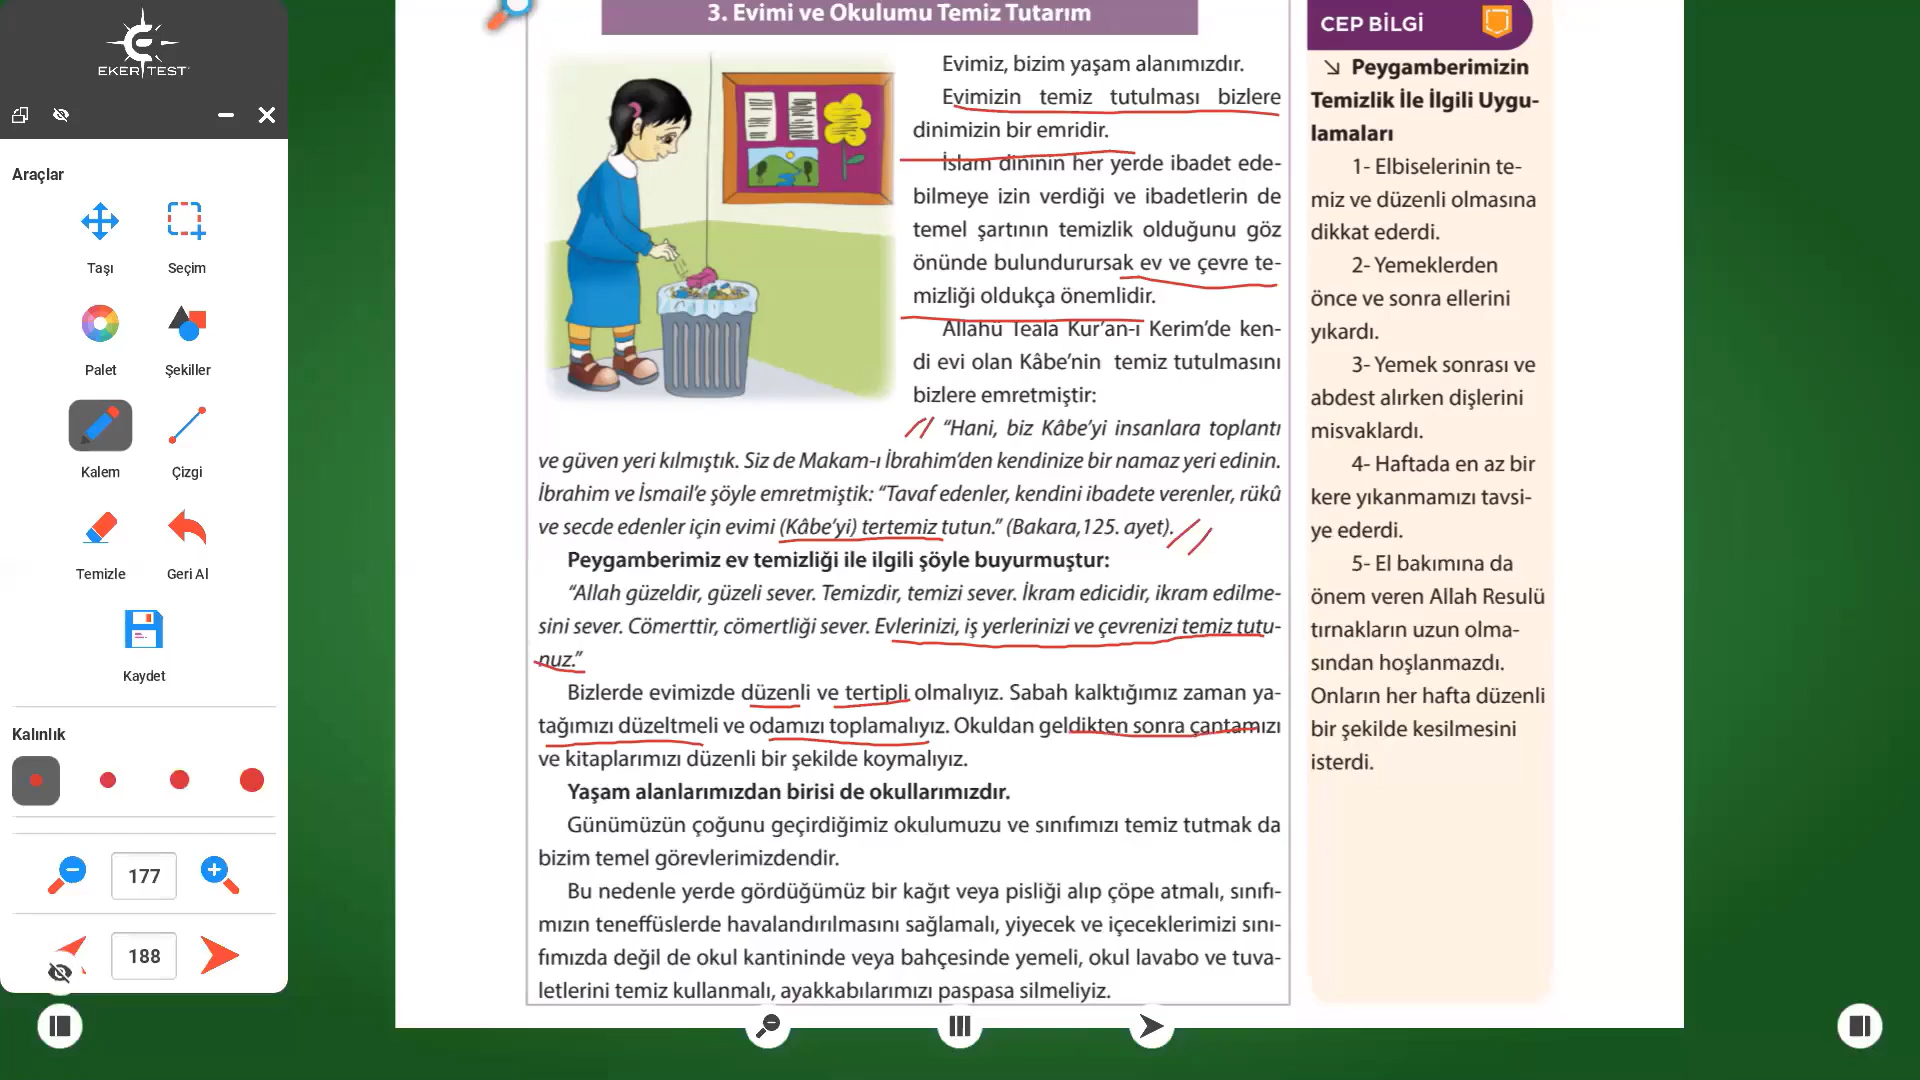 EKER TEST
Araçlar
Taşı
Seçim
Palet
Şekiller
Kalem
Çizgi
Temizle
Geri Al
Kaydet
Kalınlık
177
188
3. Evimi ve Okulumu Temiz Tutarım
Evimiz, bizim yaşam alanımızdır.
Evimizin temiz tutulması bizlere
dinimizin bir emridir.
İslam dininin her yerde ibadet ede-
bilmeye izin verdiği ve ibadetlerin de
temel şartının temizlik olduğunu göz
önünde bulundurursak ev ve çevre te-
mizliği oldukça önemlidir.
Allahü Teala Kur’an-ı Kerim’de ken-
di evi olan Kâbe’nin temiz tutulmasını
bizlere emretmiştir:
“Hani, biz Kâbe’yi insanlara toplantı
ve güven yeri kılmıştık. Siz de Makam-ı İbrahim’den kendinize bir namaz yeri edinin.
İbrahim ve İsmail’e şöyle emretmiştik: “Tavaf edenler, kendini ibadete verenler, rükû
ve secde edenler için evimi (Kâbe’yi) tertemiz tutun.” (Bakara,125. ayet).
Peygamberimiz ev temizliği ile ilgili şöyle buyurmuştur:
“Allah güzeldir, güzeli sever. Temizdir, temizi sever. İkram edicidir, ikram edilme-
sini sever. Cömerttir, cömertliği sever. Evlerinizi, iş yerlerinizi ve çevrenizi temiz tutu-
nuz.”
Bizlerde evimizde düzenli ve tertipli olmalıyız. Sabah kalktığımız zaman ya-
tağımızı düzeltmeli ve odamızı toplamalıyız. Okuldan geldikten sonra çantamızı
ve kitaplarımızı düzenli bir şekilde koymalıyız.
Yaşam alanlarımızdan birisi de okullarımızdır.
Günümüzün çoğunu geçirdiğimiz okulumuzu ve sınıfımızı temiz tutmak da
bizim temel görevlerimizdendir.
Bu nedenle yerde gördüğümüz bir kağıt veya pisliği alıp çöpe atmalı, sınıfı-
mızın teneffüslerde havalandırılmasını sağlamalı, yiyecek ve içeceklerimizi sını-
fımızda değil de okul kantininde veya bahçesinde yemeli, okul lavabo ve tuva-
letlerini temiz kullanmalı, ayakkabılarımızı paspasa silmeliyiz.
CEP BİLGİ
Peygamberimizin
Temizlik İle İlgili Uygu-
lamaları
1- Elbiselerinin te-
miz ve düzenli olmasına
dikkat ederdi.
2- Yemeklerden
önce ve sonra ellerini
yıkardı.
3- Yemek sonrası ve
abdest alırken dişlerini
misvaklardı.
4- Haftada en az bir
kere yıkanmamızı tavsi-
ye ederdi.
5- El bakımına da
önem veren Allah Resulü
tırnakların uzun olma-
sından hoşlanmazdı.
Onların her hafta düzenli
bir şekilde kesilmesini
isterdi.